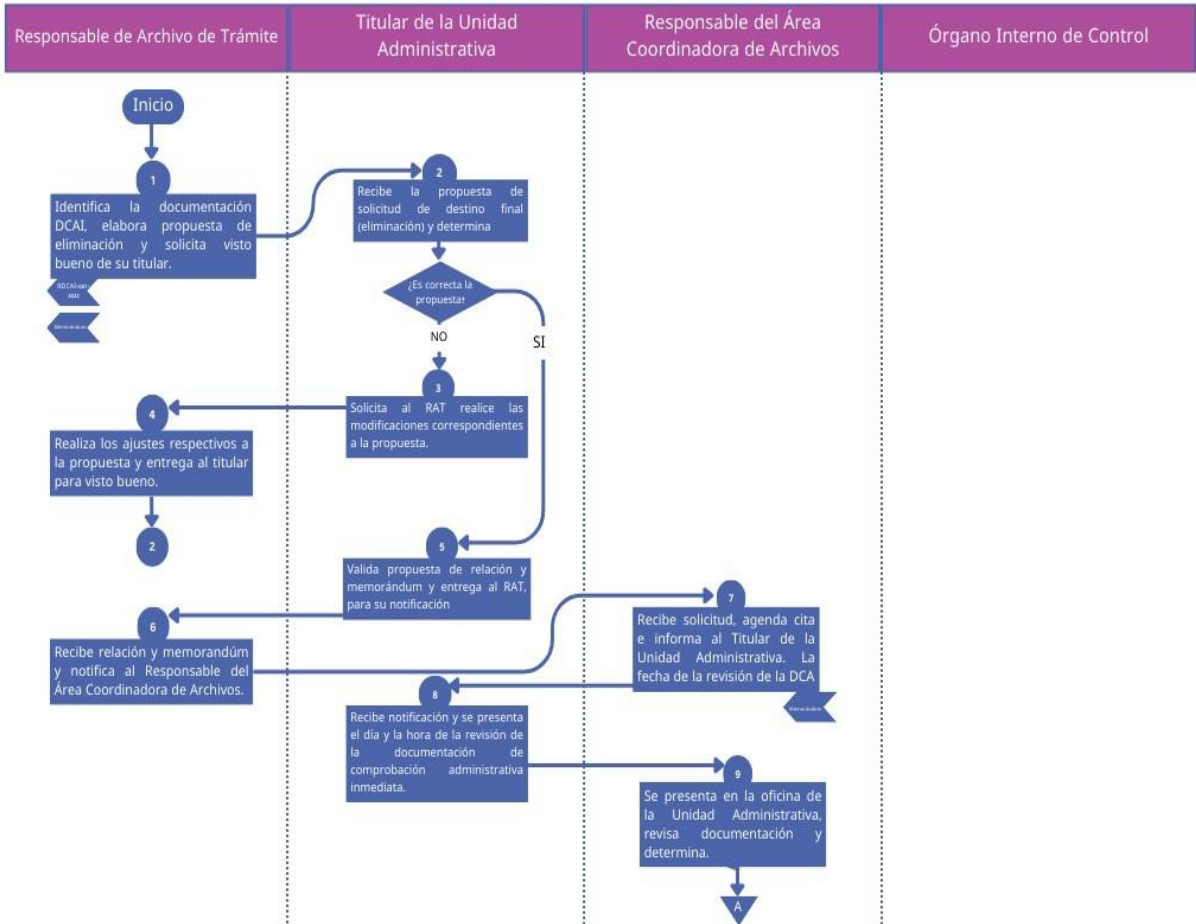 Responsable de Archivo de Trámite
Titular de la Unidad
Administrativa
Responsable del Área
Coordinadora de Archivos
Órgano Interno de Control
Inicio
1
Identifica la documentación
DCAI, elabora propuesta de
eliminación y solicita visto
bueno de su titular.
Memorándum
2
Recibe la propuesta de
solicitud de destino final
(eliminación) y determina
¿Es correcta la
propuesta?
NO
SI
3
Solicita al RAT realice las
modificaciones correspondientes
a la propuesta.
4
Realiza los ajustes respectivos a
la propuesta y entrega al titular
para visto bueno.
2
5
Valida propuesta de relación y
memorándum y entrega al RAT,
para su notificación
6
Recibe relación y memorandúm
y notifica al Responsable del
Área Coordinadora de Archivos.
7
Recibe solicitud, agenda cita
e informa al Titular de la
Unidad Administrativa. La
fecha de la revisión de la DCA
Memorándum
8
Recibe notificación y se presenta
el día y la hora de la revisión de
la documentación de
comprobación administrativa
inmediata.
9
Se presenta en la oficina de
la Unidad Administrativa,
revisa documentación y
determina.
A